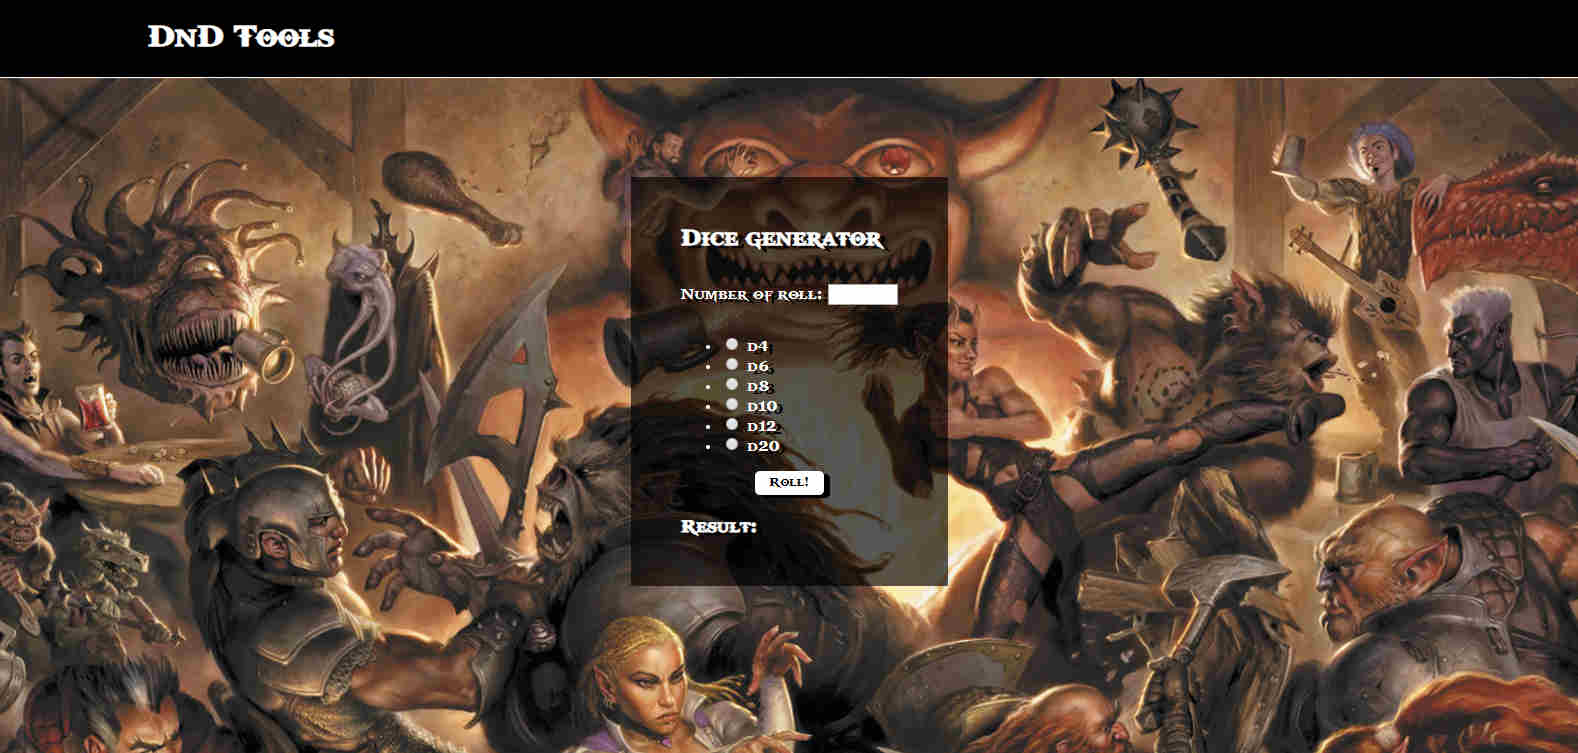 DnD Tools
Dice generator
Number of roll:
d4
d6
d8
d10
d12
d20
Roll!
Result: